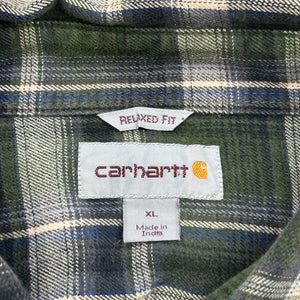 RELAXED FIT
carhartt
XL
Made in
India